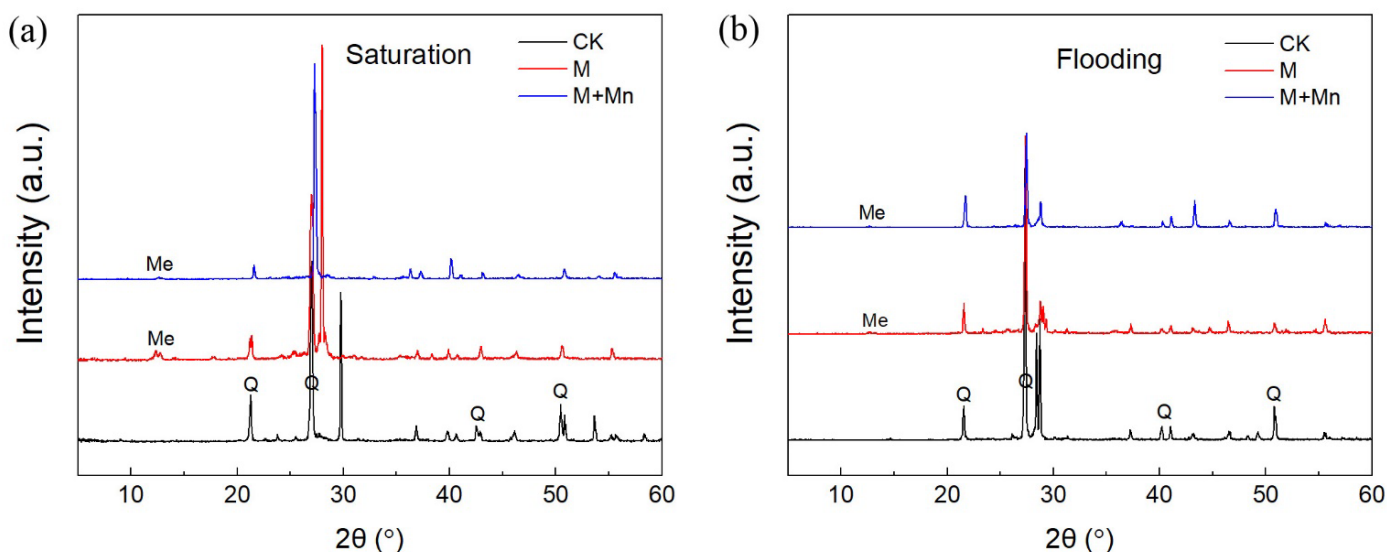 (a)
Saturation
CK
M
M+Mn
Intensity (a.u.)
Me
Me
Q
Q
Q
Q
10 20 30 40 50 60
2θ (°)
(b)
Flooding
CK
M
M+Mn
Intensity (a.u.)
Me
Me
Q
Q
Q
Q
10 20 30 40 50 60
2θ (°)